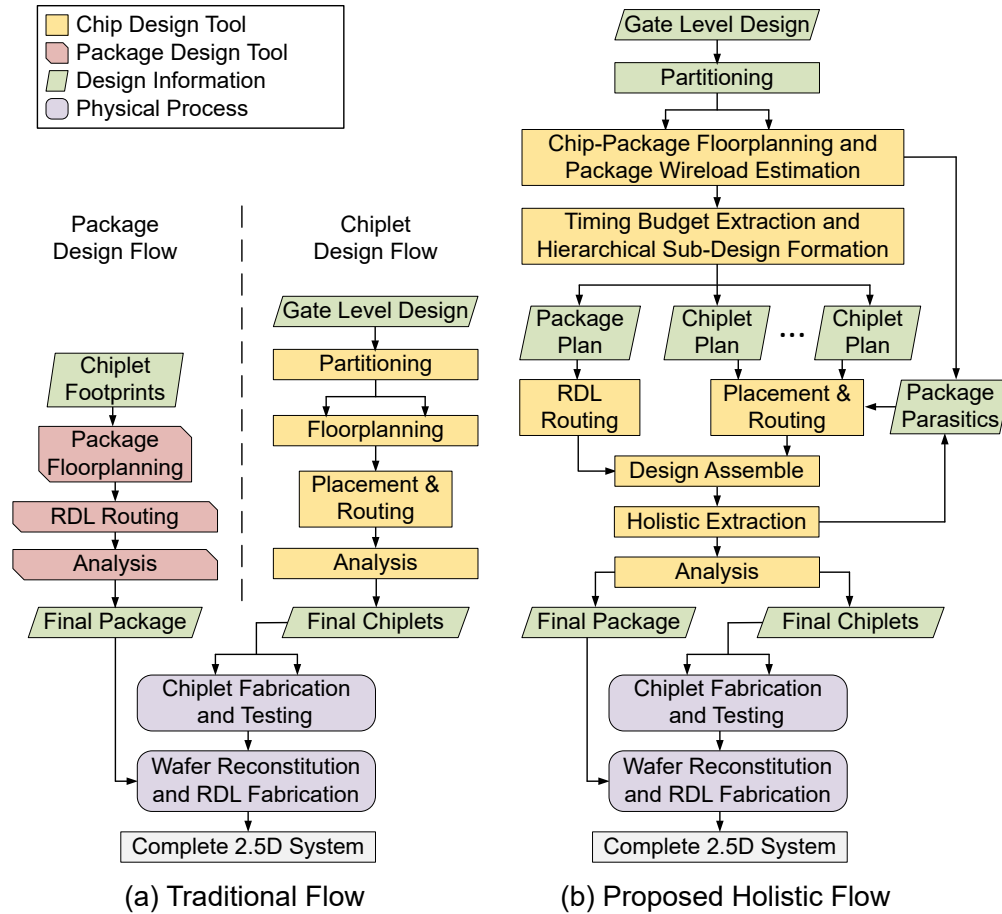 Chip Design Tool
Package Design Tool
Design Information
Physical Process
Package
Design Flow
Chiplet
Design Flow
Chiplet
Footprints
Package
Floorplanning
RDL Routing
Analysis
Final Package
Gate Level Design
Partitioning
Floorplanning
Placement &
Routing
Analysis
Final Chiplets
Chiplet Fabrication
and Testing
Wafer Reconstitution
and RDL Fabrication
Complete 2.5D System
(a) Traditional Flow
Gate Level Design
Partitioning
Chip-Package Floorplanning and
Package Wireload Estimation
Timing Budget Extraction and
Hierarchical Sub-Design Formation
Package
Plan
Chiplet
Plan
...
Chiplet
Plan
RDL
Routing
Placement &
Routing
Package
Parasitics
Design Assemble
Holistic Extraction
Analysis
Final Package
Final Chiplets
Chiplet Fabrication
and Testing
Wafer Reconstitution
and RDL Fabrication
Complete 2.5D System
(b) Proposed Holistic Flow